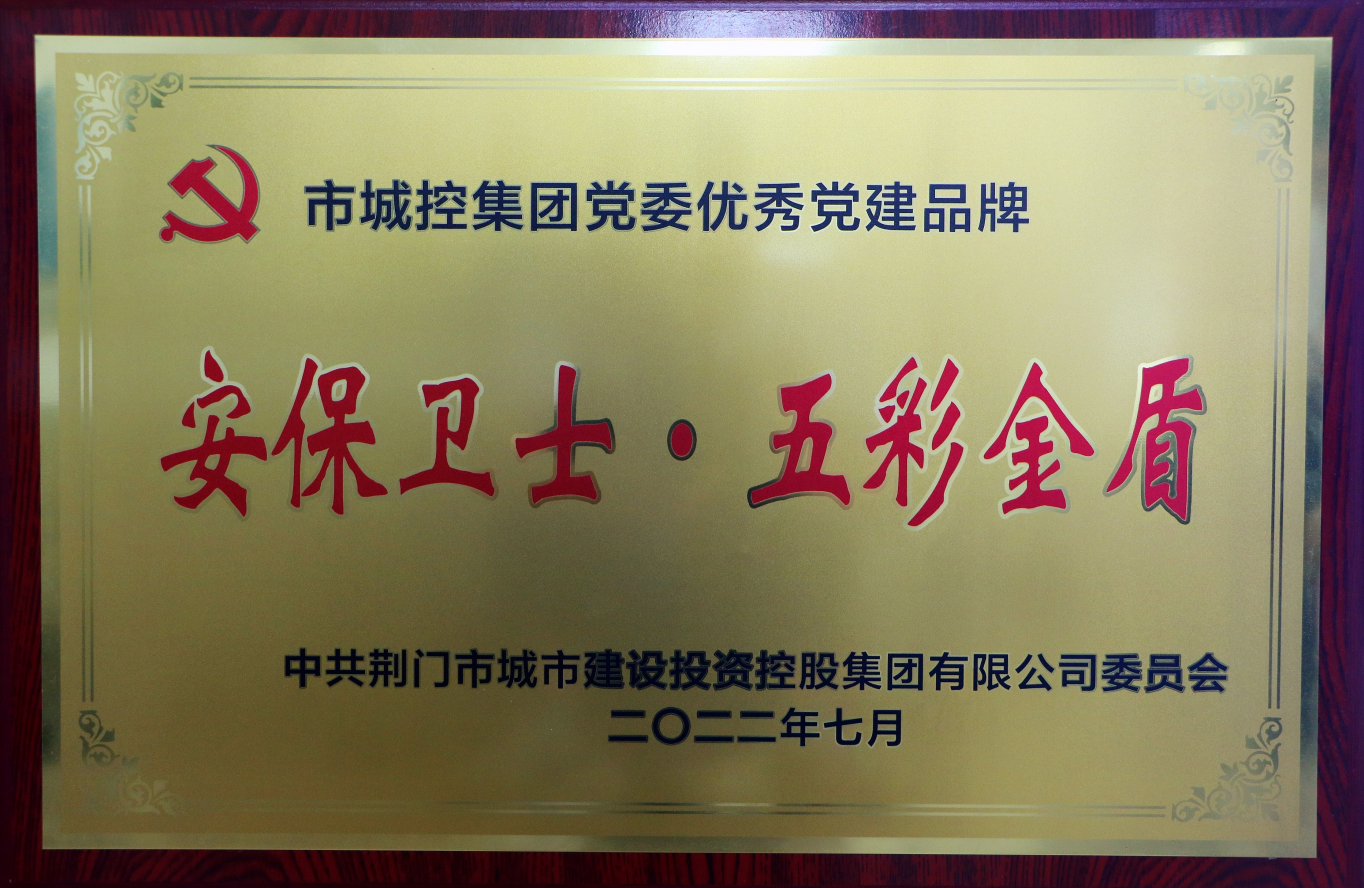 市城控集团党委优秀党建品牌
安保卫士·五彩金盾
中共荆门市城市建设投资控股集团有限公司委员会
二〇二二年七月